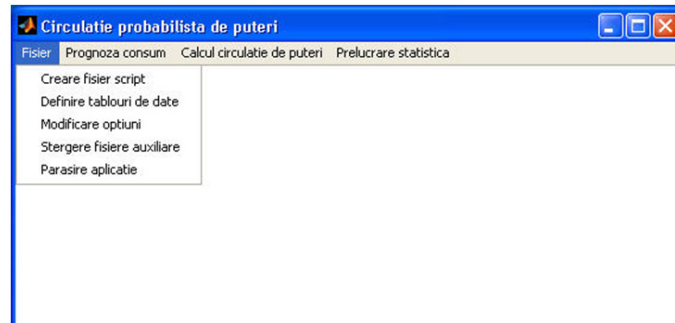 Circulatie probabilista de puteri
Fisier Prognoza consum Calcul circulatie de puteri Prelucrare statistica
Creare fisier script
Definire tablouri de date
Modificare optiuni
Stergere fisiere auxiliare
Parasire aplicatie